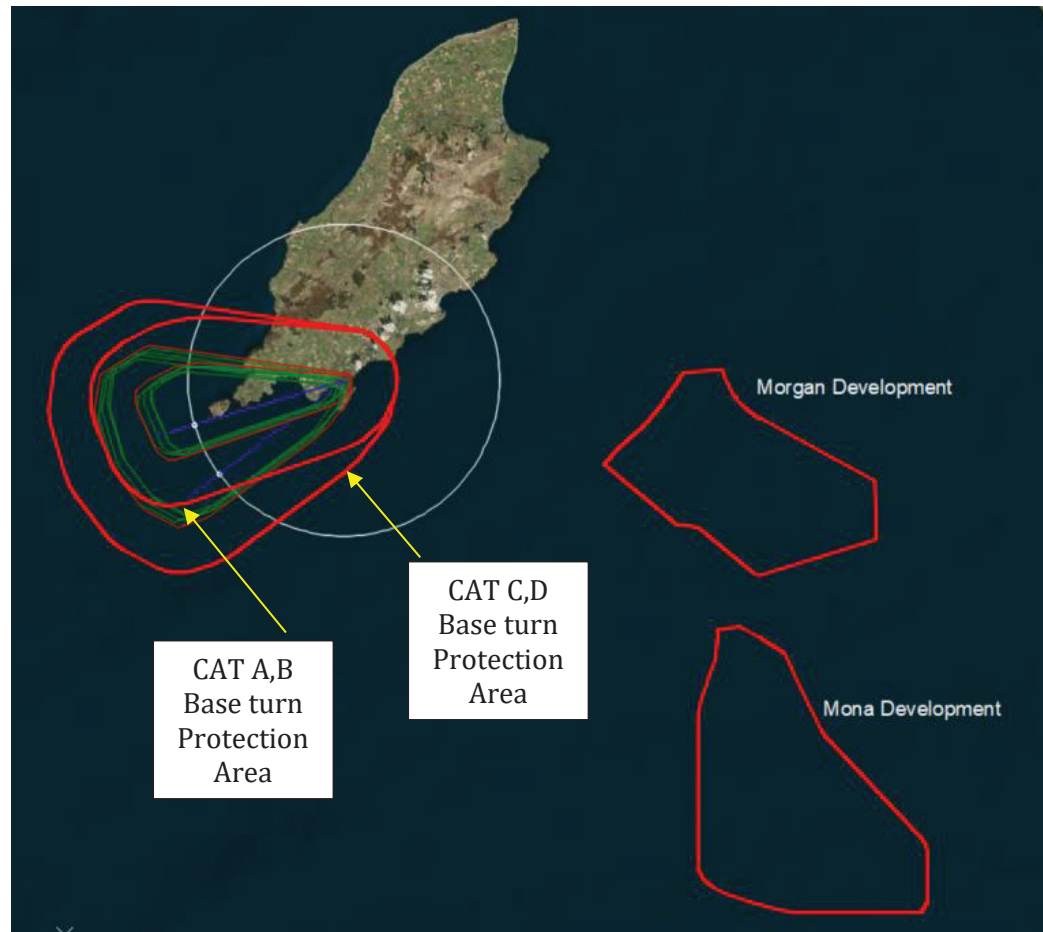 Morgan Development
Mona Development
CAT C,D
Base turn
Protection
Area
CAT A,B
Base turn
Protection
Area